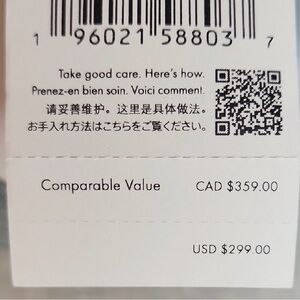 1 96021 58803 7
Take good care. Here's how.
Prenez-en bien soin. Voici comment.
请妥善维护。这里是具体做法。
お手入れ方法はこちらをご覧ください。
Comparable Value CAD $359.00
USD $299.00